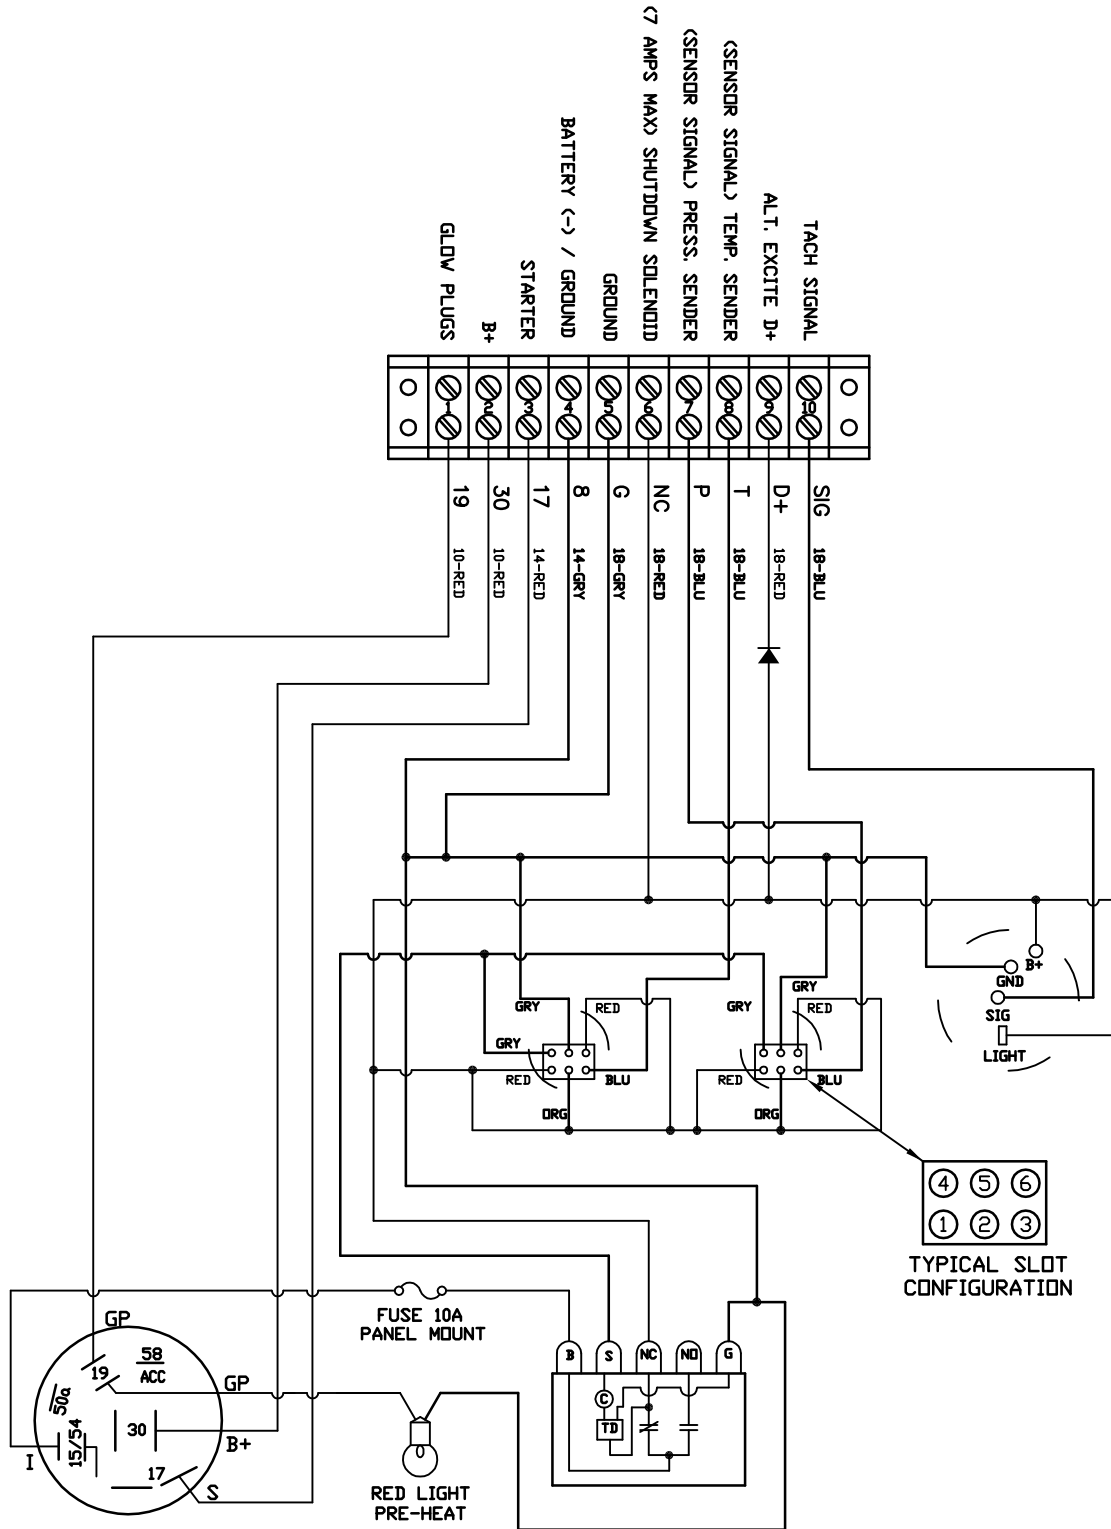 (7 AMPS MAX) SHUTDOWN SOLENOID
(SENSOR SIGNAL) PRESS. SENDER
(SENSOR SIGNAL) TEMP. SENDER
BATTERY (-) / GROUND
ALT. EXCITE D+
TACH SIGNAL
GLOW PLUGS
STARTER
GROUND
B+
1 2 3 4 5 6 7 8 9 10
19 30 17 8 G NC P T D+ SIG
10-RED 10-RED 14-RED 14-GRY 18-GRY 18-RED 18-BLU 18-BLU 18-RED 18-BLU
B+
GND
SIG
LIGHT
GRY
RED
GRY
RED
BLU
ORG
GRY
GRY
RED
RED
BLU
ORG
4 5 6
1 2 3
TYPICAL SLOT
CONFIGURATION
FUSE 10A
PANEL MOUNT
GP
58
ACC
19
GP
50a
30
15/54
B+
I
17
S
RED LIGHT
PRE-HEAT
B S NC NO G
C
TD